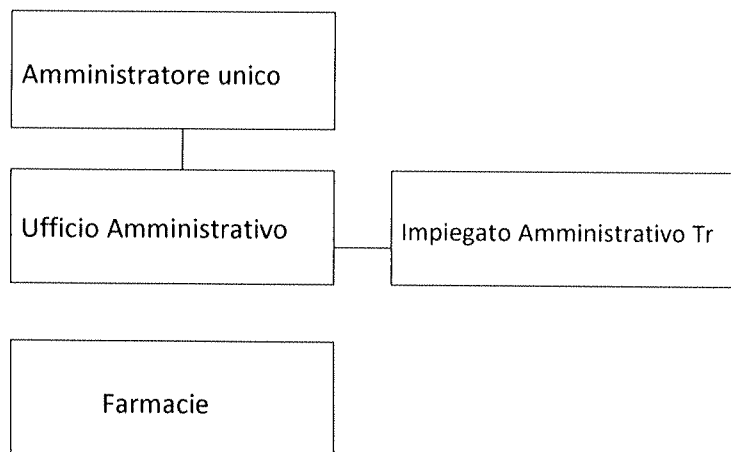 Amministratore unico
Ufficio Amministrativo
Impiegato Amministrativo Tr
Farmacie